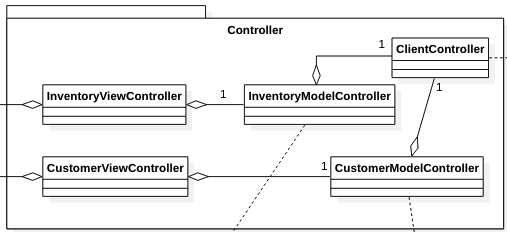 Controller
1
ClientController
InventoryViewController
1
InventoryModelController
1
CustomerViewController
1
CustomerModelController